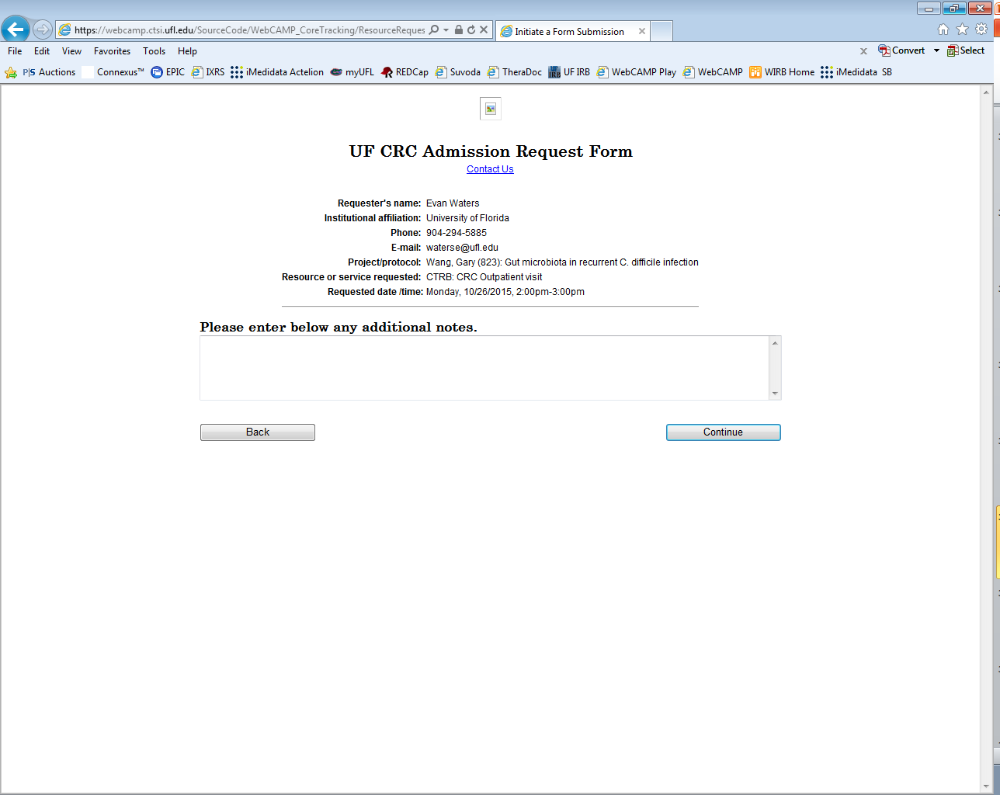 https://webcamp.ctsi.ufl.edu/SourceCode/WebCAMP_CoreTracking/ResourceReques
Initiate a Form Submission
File Edit View Favorites Tools Help
Convert Select
P|S Auctions Connexus™ EPIC IXRS iMedidata Actelion myUFL REDCap Suvoda TheraDoc UF IRB WebCAMP Play WebCAMP WIRB Home iMedidata SB
UF CRC Admission Request Form
Contact Us
Requester's name: Evan Waters
Institutional affiliation: University of Florida
Phone: 904-294-5885
E-mail: waterse@ufl.edu
Project/protocol: Wang, Gary (823): Gut microbiota in recurrent C. difficile infection
Resource or service requested: CTRB: CRC Outpatient visit
Requested date /time: Monday, 10/26/2015, 2:00pm-3:00pm
Please enter below any additional notes.
Back Continue